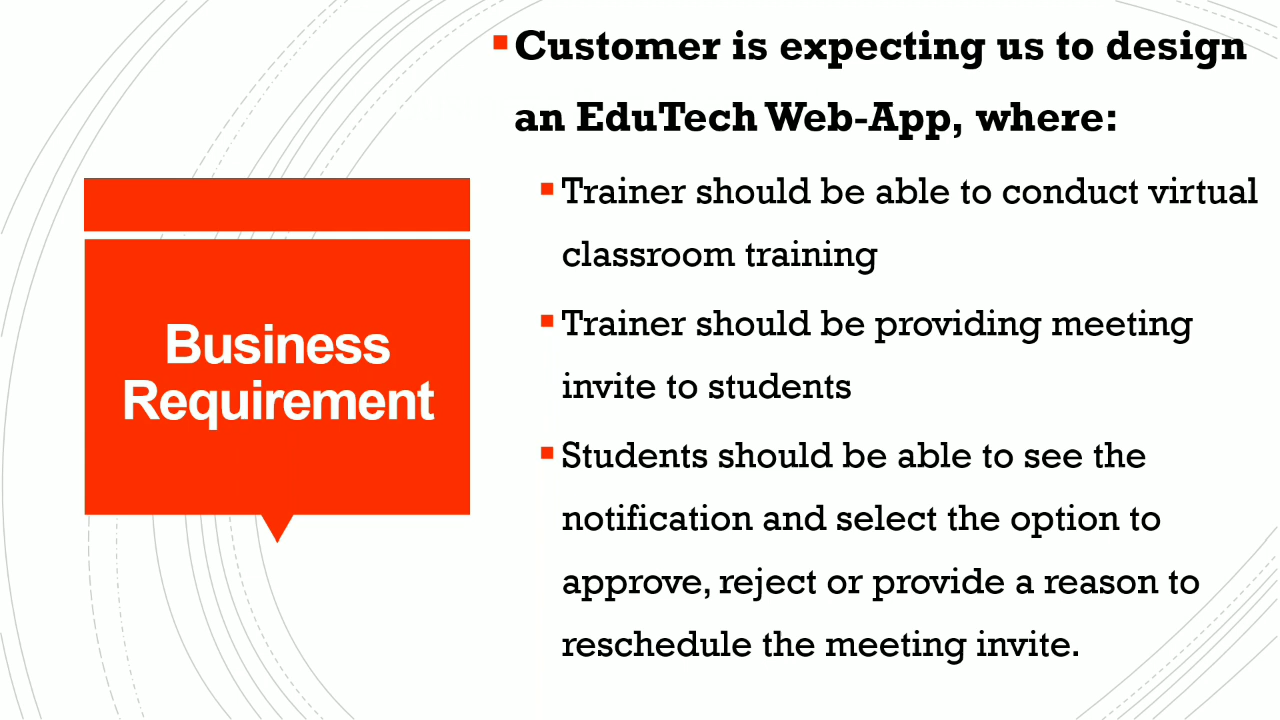 Business
Requirement
Customer is expecting us to design
an EduTech Web-App, where:
Trainer should be able to conduct virtual
classroom training
Trainer should be providing meeting
invite to students
Students should be able to see the
notification and select the option to
approve, reject or provide a reason to
reschedule the meeting invite.